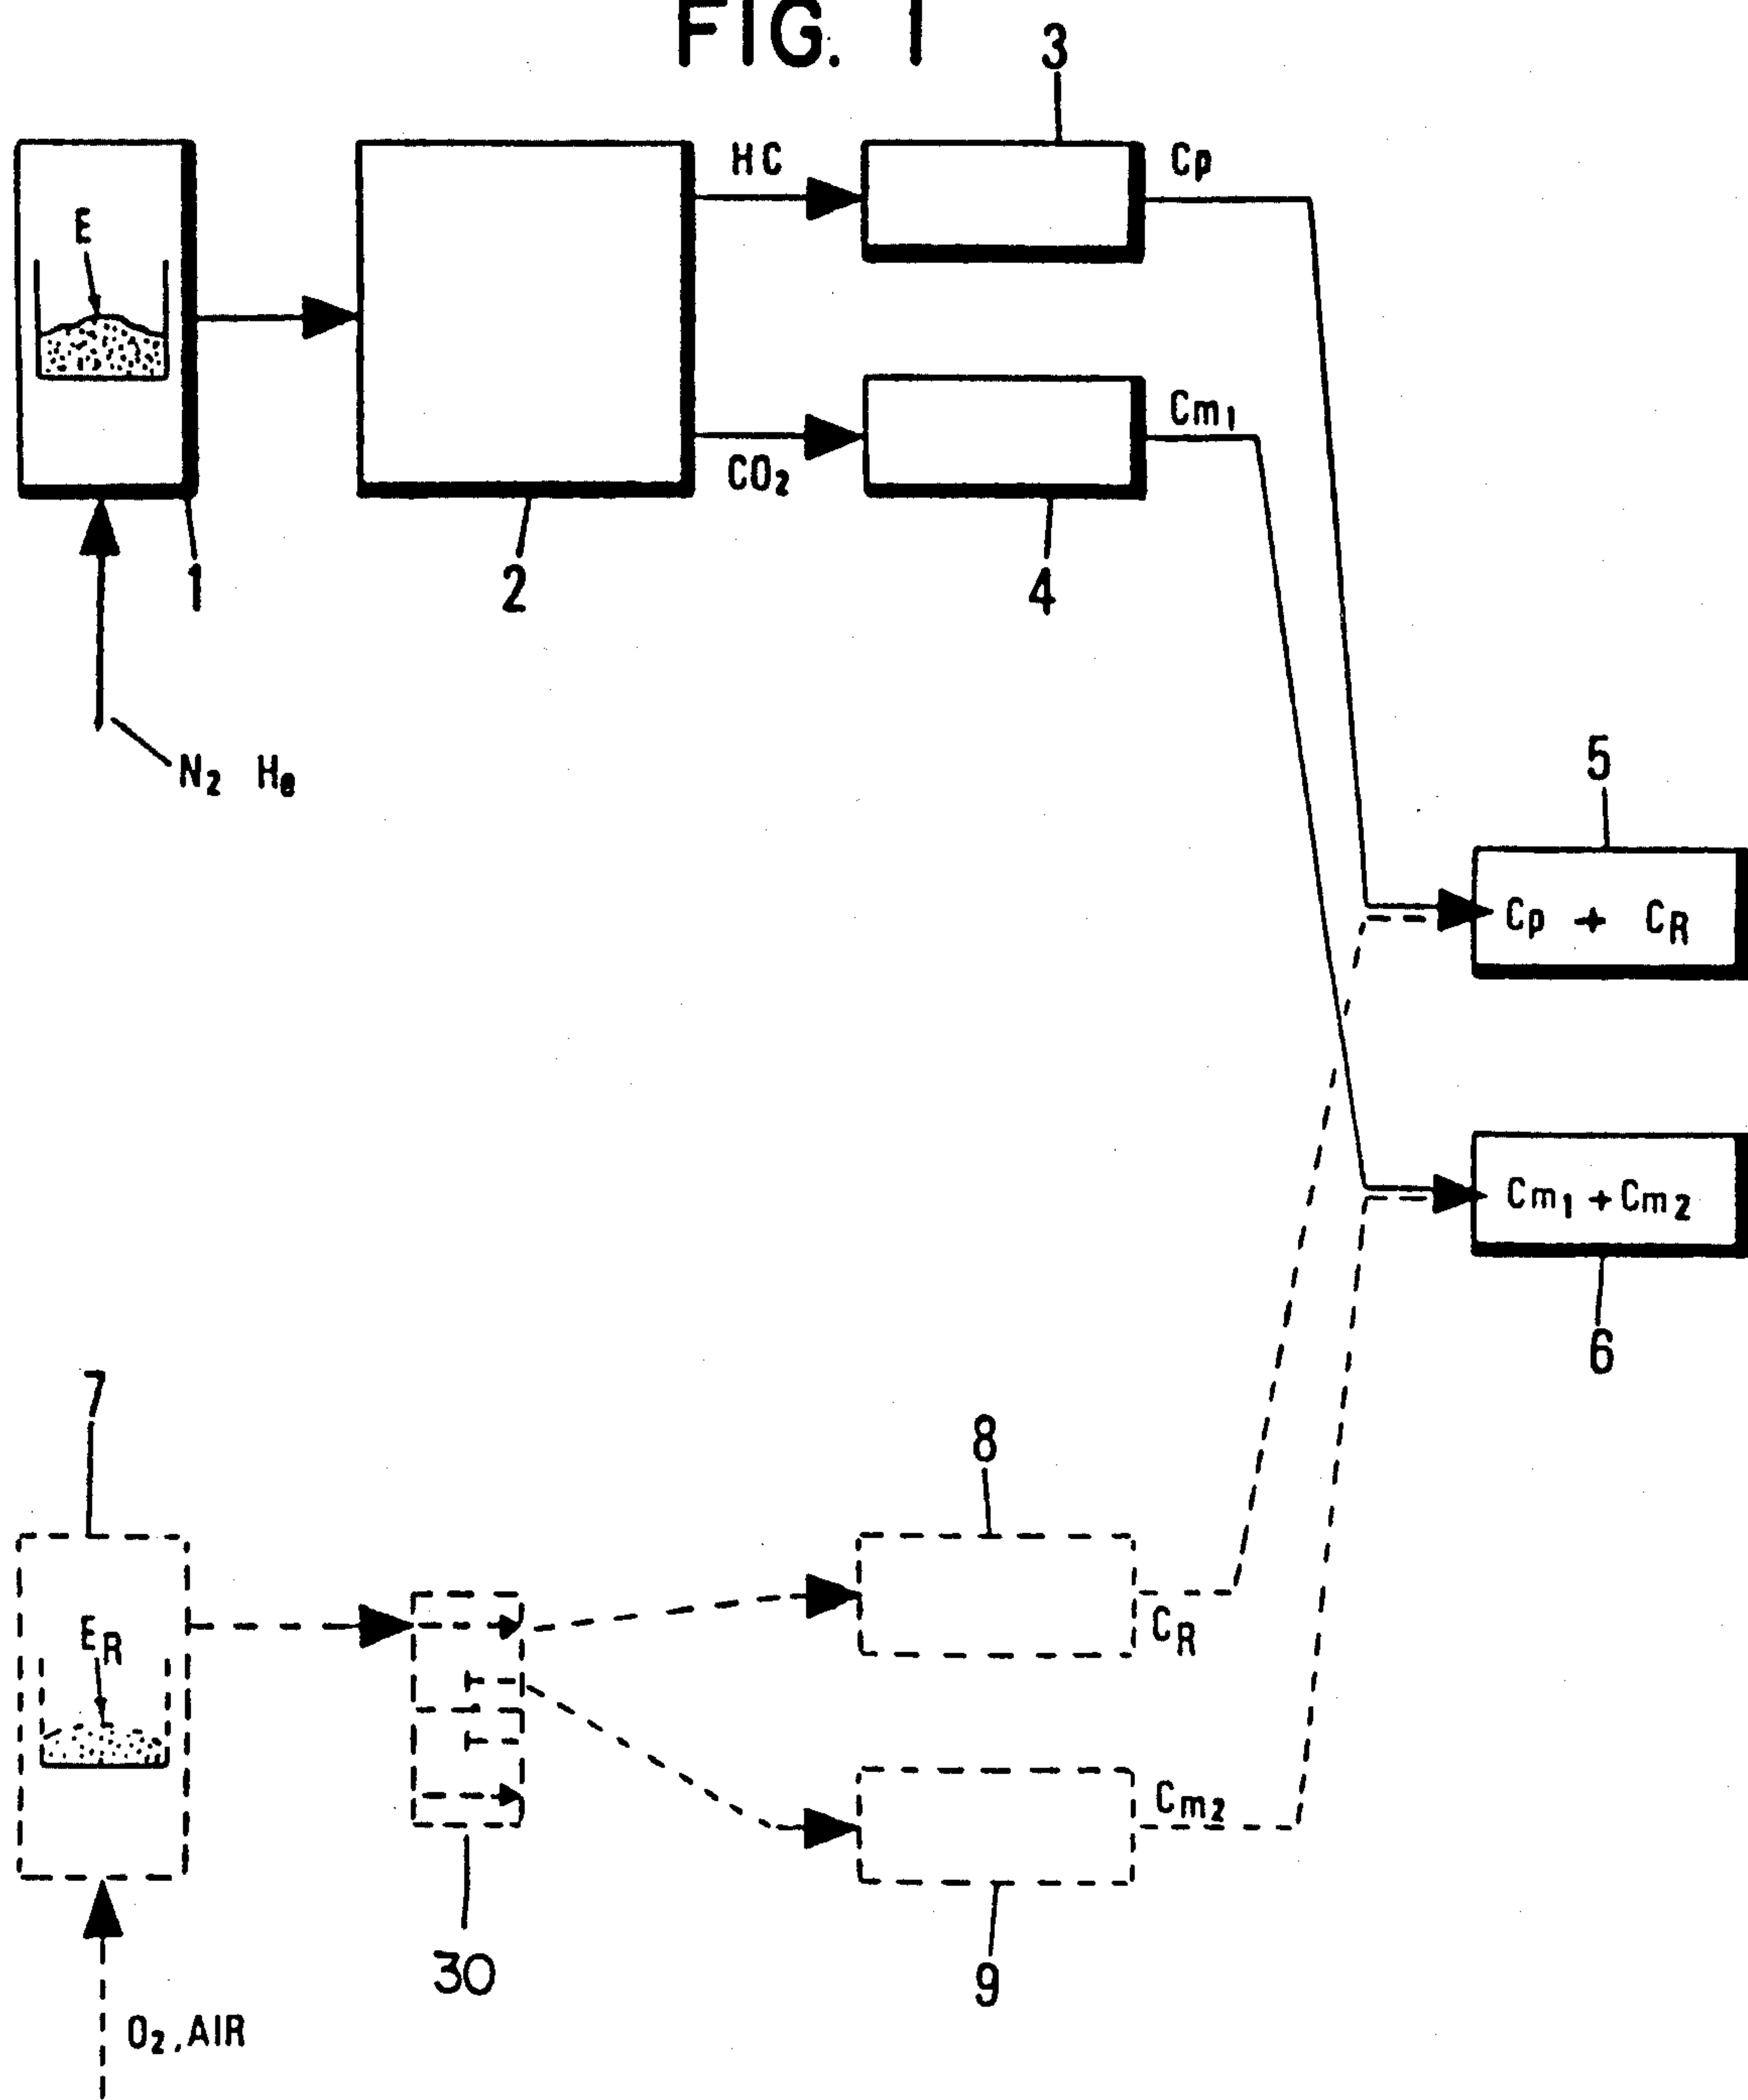 FIG. 1
3
HC
Cp
E
Cm₁
CO₂
1
2
4
N₂ He
5
Cp + CR
Cm₁ + Cm₂
6
7
8
ER
CR
Cm₂
30
9
O₂, AIR